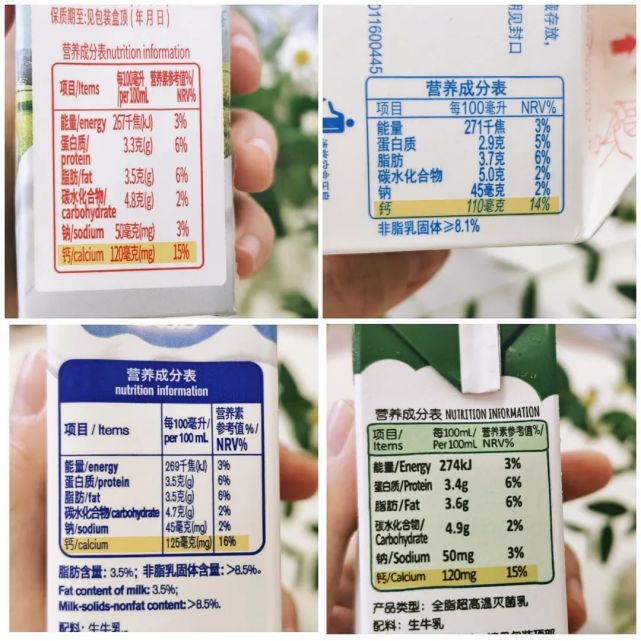 保质期至:见包装盒顶(年月日)
营养成分表nutrition information
项目/Items 每100毫升/per100mL 营养素参考值%/NRV%
能量/energy 267千焦(kJ) 3%
蛋白质/protein 3.3克(g) 6%
脂肪/fat 3.5克(g) 6%
碳水化合物/carbohydrate 4.8克(g) 2%
钠/sodium 50毫克(mg) 3%
钙/calcium 120毫克(mg) 15%
011600445
见封口
存放,
营养成分表
项目 每100毫升 NRV%
能量 271千焦 3%
蛋白质 2.9克 5%
脂肪 3.7克 6%
碳水化合物 5.0克 2%
钠 45毫克 2%
钙 110毫克 14%
非脂乳固体≥8.1%
营养成分表
nutrition information
项目 / Items 每100毫升/per 100 mL 营养素参考值%/NRV%
能量/energy 269千焦(kJ) 3%
蛋白质/protein 3.5克(g) 6%
脂肪/fat 3.5克(g) 6%
碳水化合物/carbohydrate 4.7克(g) 2%
钠/sodium 45毫克(mg) 2%
钙/calcium 125毫克(mg) 16%
脂肪含量: 3.5%; 非脂乳固体含量: >8.5%。
Fat content of milk: 3.5%;
Milk-solids-nonfat content: >8.5%.
配料: 生牛乳
营养成分表 NUTRITION INFORMATION
项目/Items 每100mL/Per 100mL 营养素参考值%/NRV%
能量/Energy 274kJ 3%
蛋白质/Protein 3.4g 6%
脂肪/Fat 3.6g 6%
碳水化合物/Carbohydrate 4.9g 2%
钠/Sodium 50mg 3%
钙/Calcium 120mg 15%
产品类型: 全脂超高温灭菌乳
配料: 生牛乳